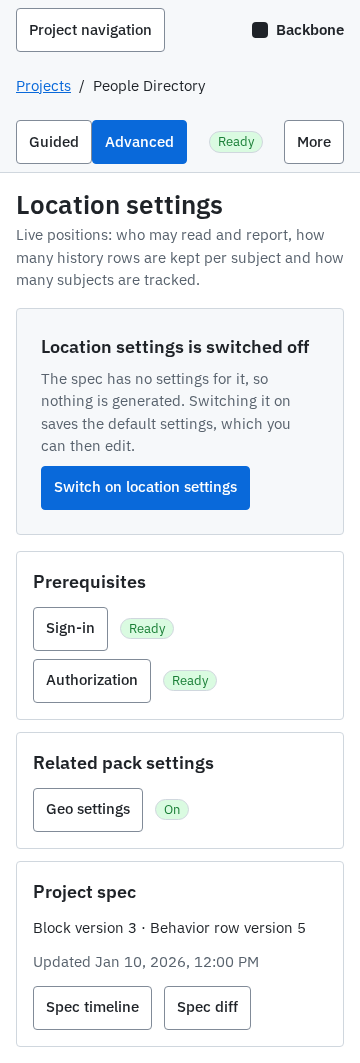 Project navigation
Backbone
Projects / People Directory
Guided
Advanced
Ready
More
Location settings
Live positions: who may read and report, how
many history rows are kept per subject and how
many subjects are tracked.
Location settings is switched off
The spec has no settings for it, so
nothing is generated. Switching it on
saves the default settings, which you
can then edit.
Switch on location settings
Prerequisites
Sign-in
Ready
Authorization
Ready
Related pack settings
Geo settings
On
Project spec
Block version 3 · Behavior row version 5
Updated Jan 10, 2026, 12:00 PM
Spec timeline
Spec diff